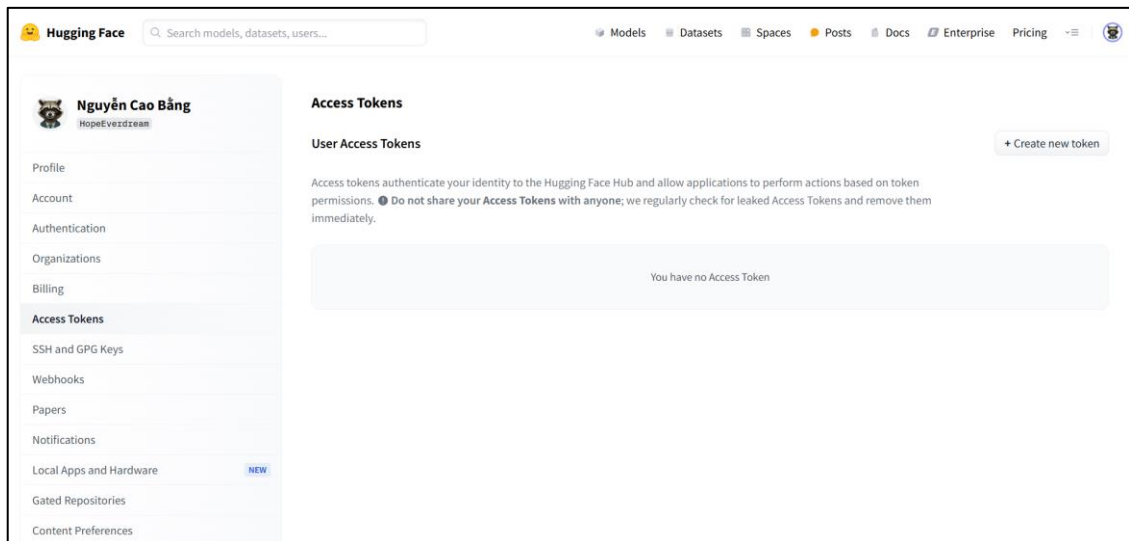 Hugging Face
Search models, datasets, users...
Models
Datasets
Spaces
Posts
Docs
Enterprise
Pricing
Nguyễn Cao Bằng
HopeEverdream
Profile
Account
Authentication
Organizations
Billing
Access Tokens
SSH and GPG Keys
Webhooks
Papers
Notifications
Local Apps and Hardware NEW
Gated Repositories
Content Preferences
Access Tokens
User Access Tokens
+ Create new token
Access tokens authenticate your identity to the Hugging Face Hub and allow applications to perform actions based on token
permissions. Do not share your Access Tokens with anyone; we regularly check for leaked Access Tokens and remove them
immediately.
You have no Access Token